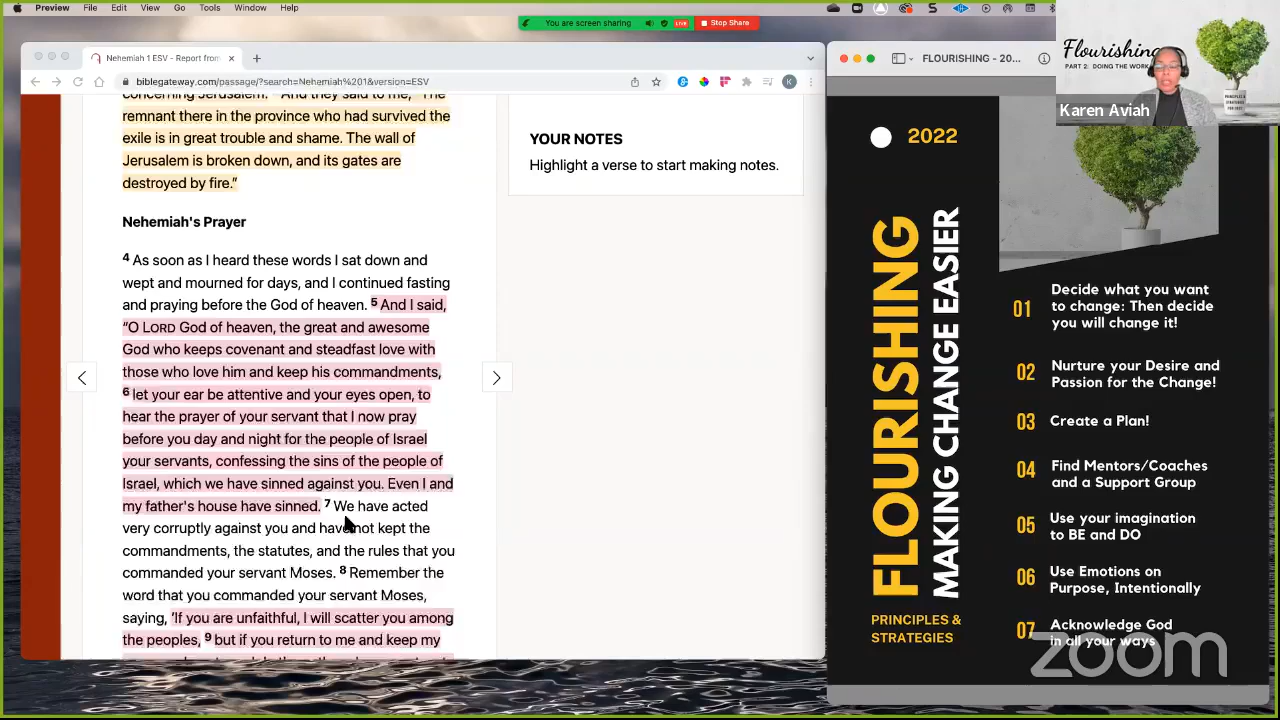 Preview File Edit View Go Tools Window Help
You are screen sharing LIVE Stop Share
Nehemiah 1 ESV - Report from
biblegateway.com/passage/?search=Nehemiah%201&version=ESV K
concerning Jerusalem. And they said to me, "The
remnant there in the province who had survived the
exile is in great trouble and shame. The wall of
Jerusalem is broken down, and its gates are
destroyed by fire."
Nehemiah's Prayer
4 As soon as I heard these words I sat down and
wept and mourned for days, and I continued fasting
and praying before the God of heaven. 5 And I said,
"O LORD God of heaven, the great and awesome
God who keeps covenant and steadfast love with
those who love him and keep his commandments,
6 let your ear be attentive and your eyes open, to
hear the prayer of your servant that I now pray
before you day and night for the people of Israel
your servants, confessing the sins of the people of
Israel, which we have sinned against you. Even I and
my father's house have sinned. 7 We have acted
very corruptly against you and have not kept the
commandments, the statutes, and the rules that you
commanded your servant Moses. 8 Remember the
word that you commanded your servant Moses,
saying, 'If you are unfaithful, I will scatter you among
the peoples, 9 but if you return to me and keep my
YOUR NOTES
Highlight a verse to start making notes.
FLOURISHING - 20...
2022
FLOURISHING
MAKING CHANGE EASIER
PRINCIPLES &
STRATEGIES
01 Decide what you want
to change: Then decide
you will change it!
02 Nurture your Desire and
Passion for the Change!
03 Create a Plan!
04 Find Mentors/Coaches
and a Support Group
05 Use your imagination
to BE and DO
06 Use Emotions on
Purpose, Intentionally
07 Acknowledge God
in all your ways
zoom
Flourishing
PART 2: DOING THE WORK
Karen Aviah